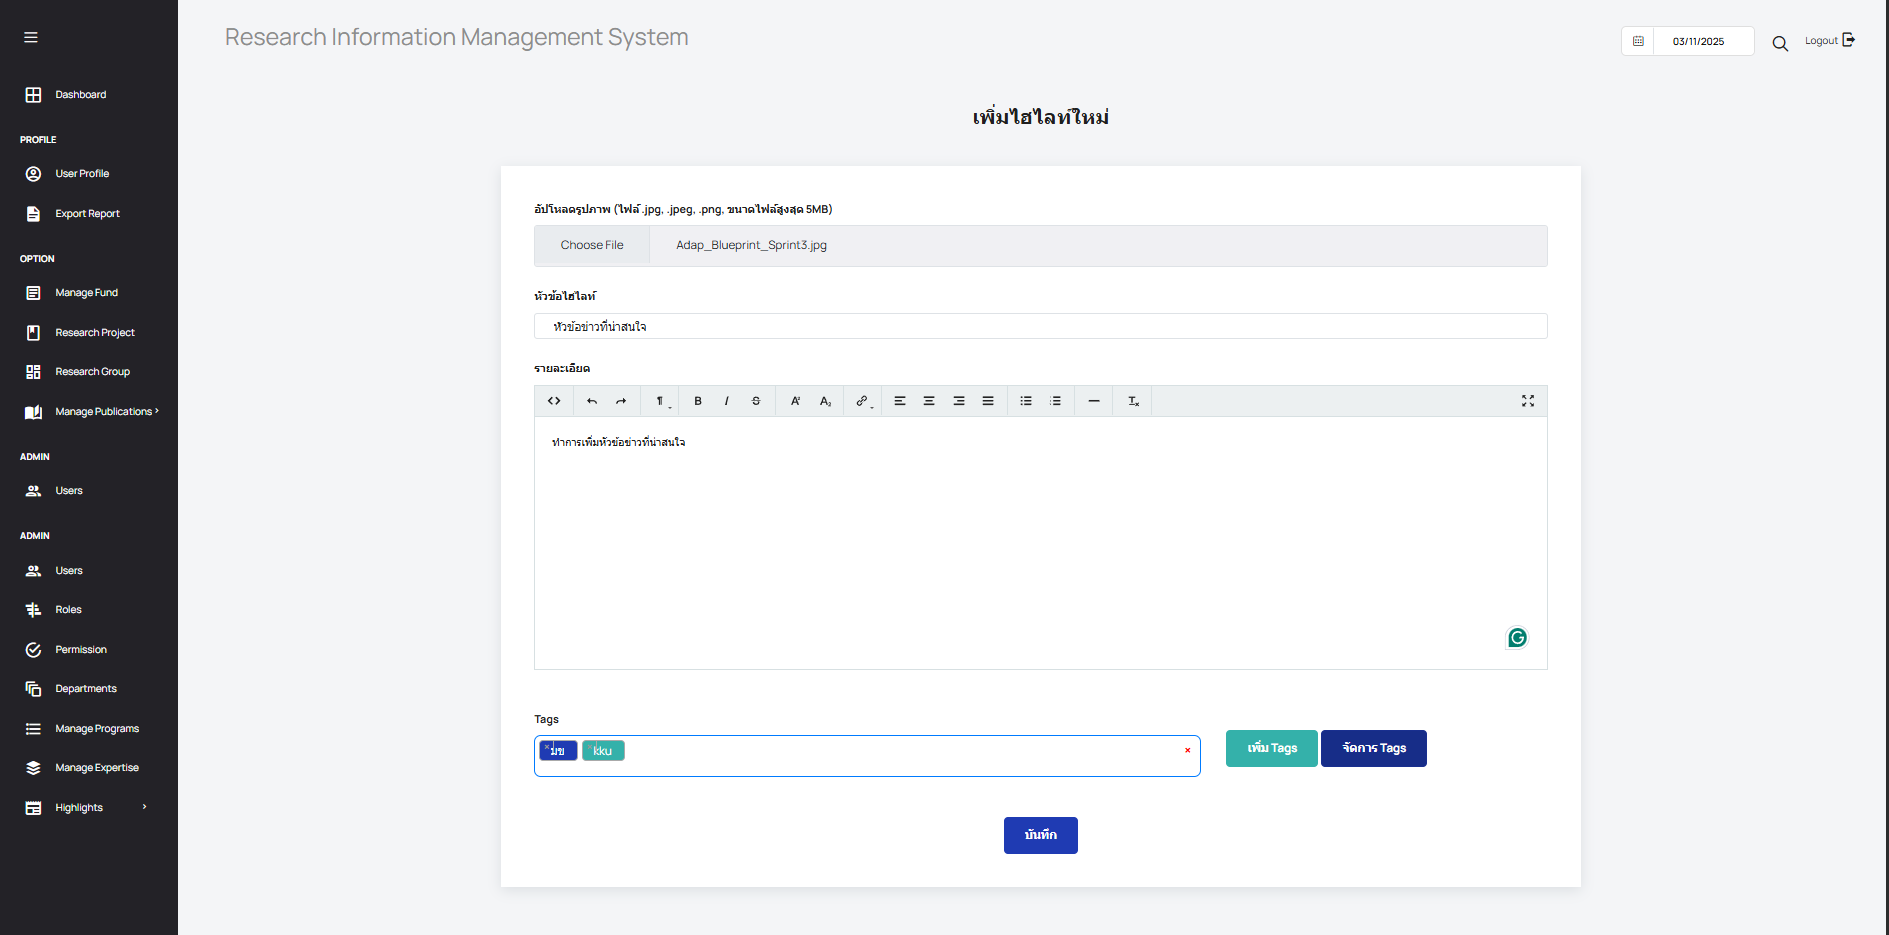 Research Information Management System
03/11/2025
Logout
Dashboard
PROFILE
User Profile
Export Report
OPTION
Manage Fund
Research Project
Research Group
Manage Publications
ADMIN
Users
ADMIN
Users
Roles
Permission
Departments
Manage Programs
Manage Expertise
Highlights
เพิ่มไฮไลท์ใหม่
อัปโหลดรูปภาพ (ไฟล์ .jpg, .jpeg, .png, ขนาดไฟล์สูงสุด 5MB)
Choose File Adap_Blueprint_Sprint3.jpg
หัวข้อไฮไลท์
หัวข้อข่าวที่น่าสนใจ
รายละเอียด
ทำการเพิ่มหัวข้อข่าวที่น่าสนใจ
Tags
× มข × kku ×
เพิ่ม Tags จัดการ Tags
บันทึก